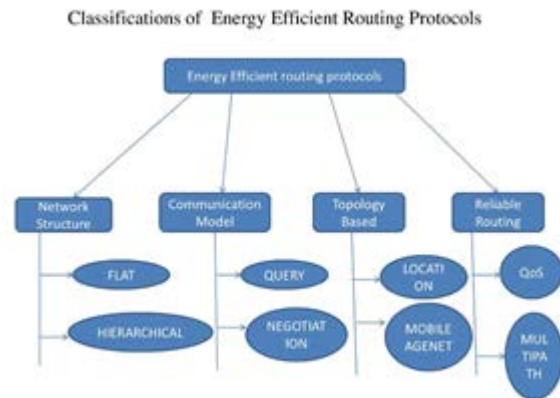 Classifications of Energy Efficient Routing Protocols
Energy Efficient routing protocols
Network
Structure
Communication
Model
Topology
Based
Reliable
Routing
FLAT
QUERY
LOCATI
ON
QoS
HIERARCHICAL
NEGOTIAT
ION
MOBILE
AGENET
MUL
TIPA
TH